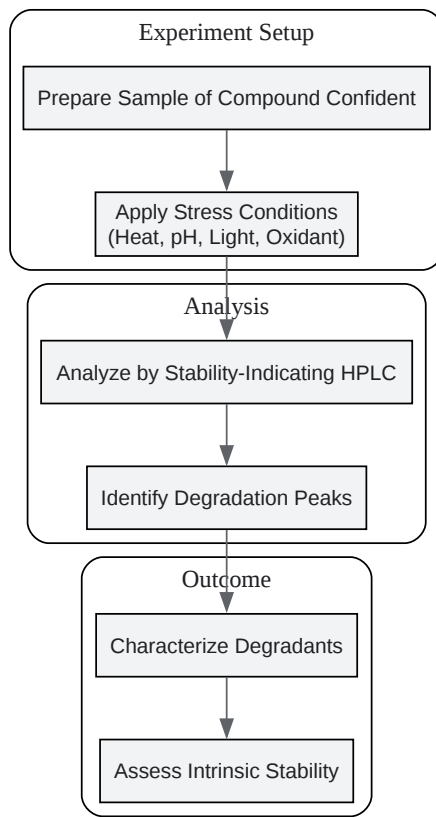 Experiment Setup
Prepare Sample of Compound Confident
Apply Stress Conditions
(Heat, pH, Light, Oxidant)
Analysis
Analyze by Stability-Indicating HPLC
Identify Degradation Peaks
Outcome
Characterize Degradants
Assess Intrinsic Stability